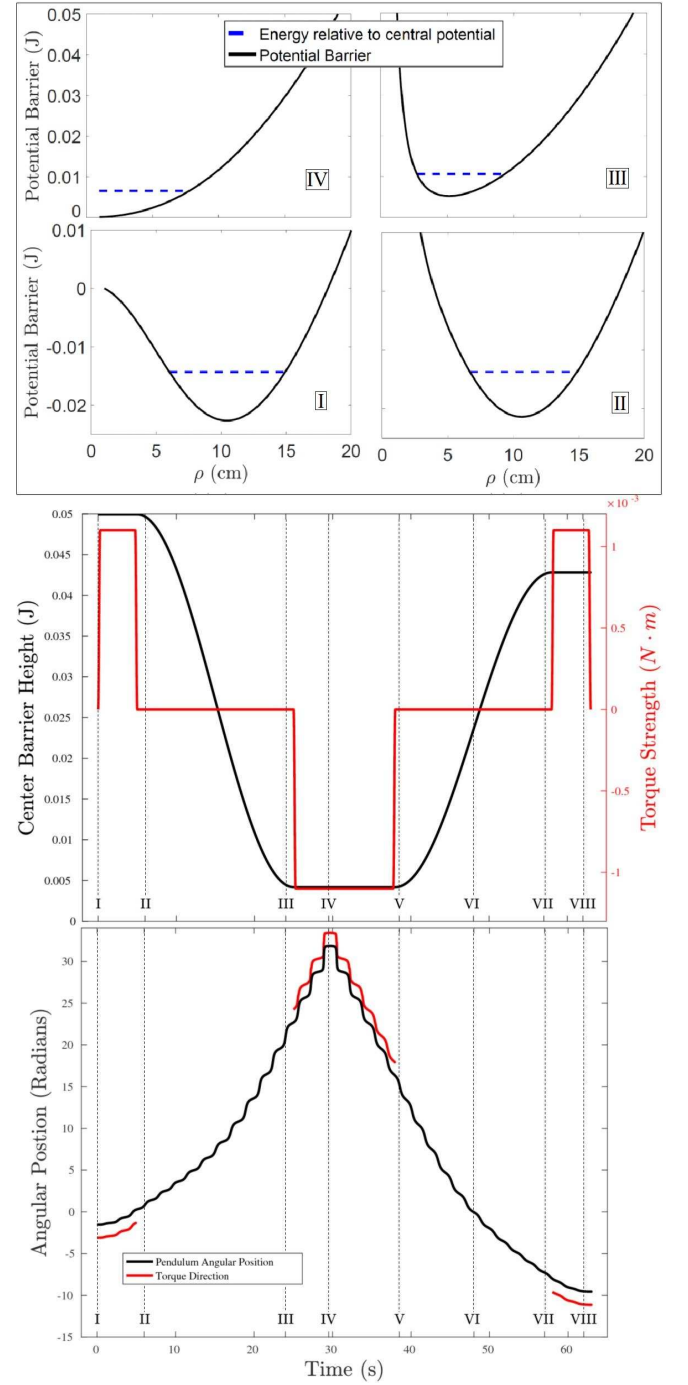 Energy relative to central potential
Potential Barrier
Potential Barrier (J)
0.05
0.04
0.03
0.02
0.01
0
IV
III
Potential Barrier (J)
0.01
0
-0.01
-0.02
I
II
0 5 10 15 20
0 5 10 15 20
ρ (cm)
ρ (cm)
×10⁻³
Center Barrier Height (J)
0.05
0.045
0.04
0.035
0.03
0.025
0.02
0.015
0.01
0.005
0
1
0.5
0
-0.5
-1
Torque Strength (N · m)
I II III IV V VI VII VIII
Angular Postion (Radians)
30
25
20
15
10
5
0
-5
-10
-15
Pendulum Angular Position
Torque Direction
I II III IV V VI VII VIII
0 10 20 30 40 50 60
Time (s)